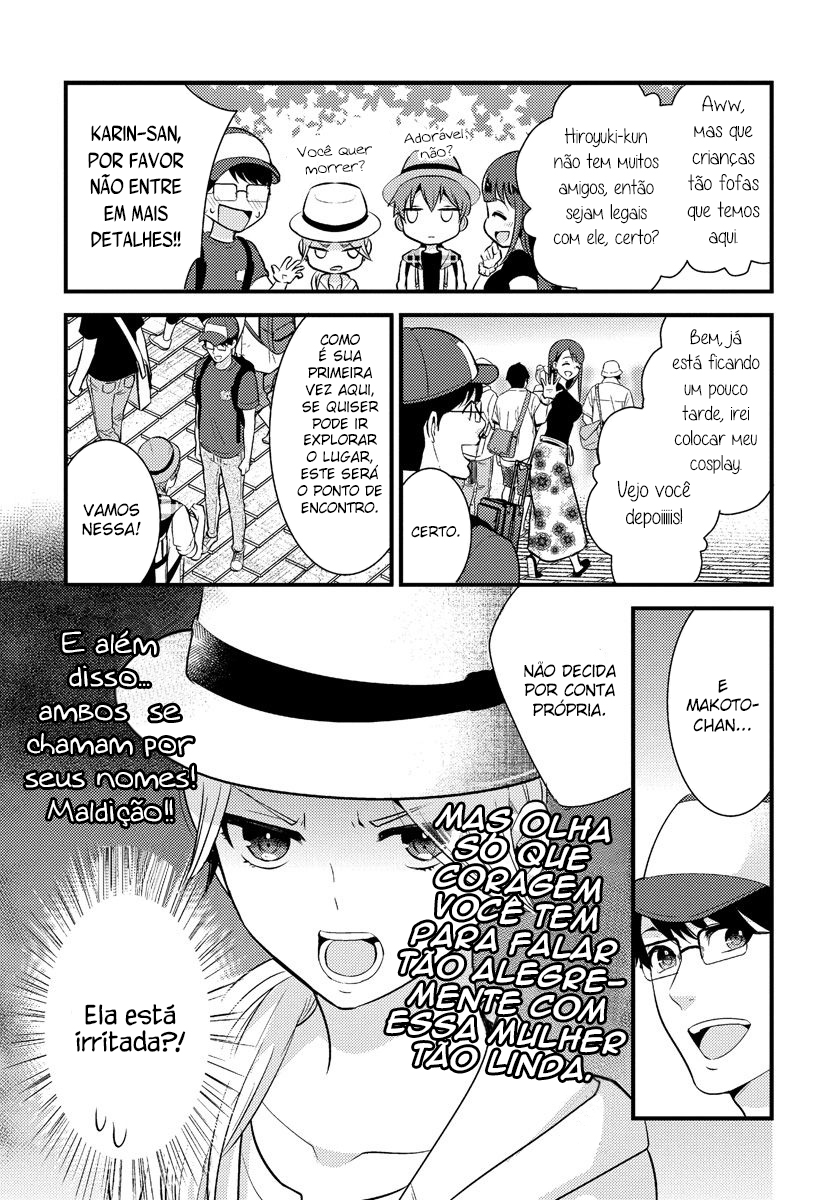 AWW,
MAS QUE
CRIANÇAS
TÃO FOFAS
QUE TEMOS
AQUI.
HIROYUKI-KUN
NÃO TEM MUITOS
AMIGOS, ENTÃO
SEJAM LEGAIS
COM ELE, CERTO?
Adorável,
não?
Você quer
morrer?
KARIN-SAN,
POR FAVOR
NÃO ENTRE
EM MAIS
DETALHES!!
Bem, já
está ficando
um pouco
tarde, irei
colocar meu
cosplay.
Vejo você
depoiiiis!
CERTO.
COMO
É SUA
PRIMEIRA
VEZ AQUI,
SE QUISER
PODE IR
EXPLORAR
O LUGAR,
ESTE SERÁ
O PONTO DE
ENCONTRO.
VAMOS
NESSA!
E
MAKOTO-
CHAN...
NÃO DECIDA
POR CONTA
PRÓPRIA.
E além
disso...
ambos se
chamam por
seus nomes!
Maldição!!
MAS OLHA
SÓ QUE
CORAGEM
VOCÊ TEM
PARA FALAR
TÃO ALEGRE-
MENTE COM
ESSA MULHER
TÃO LINDA.
Ela está
irritada?!